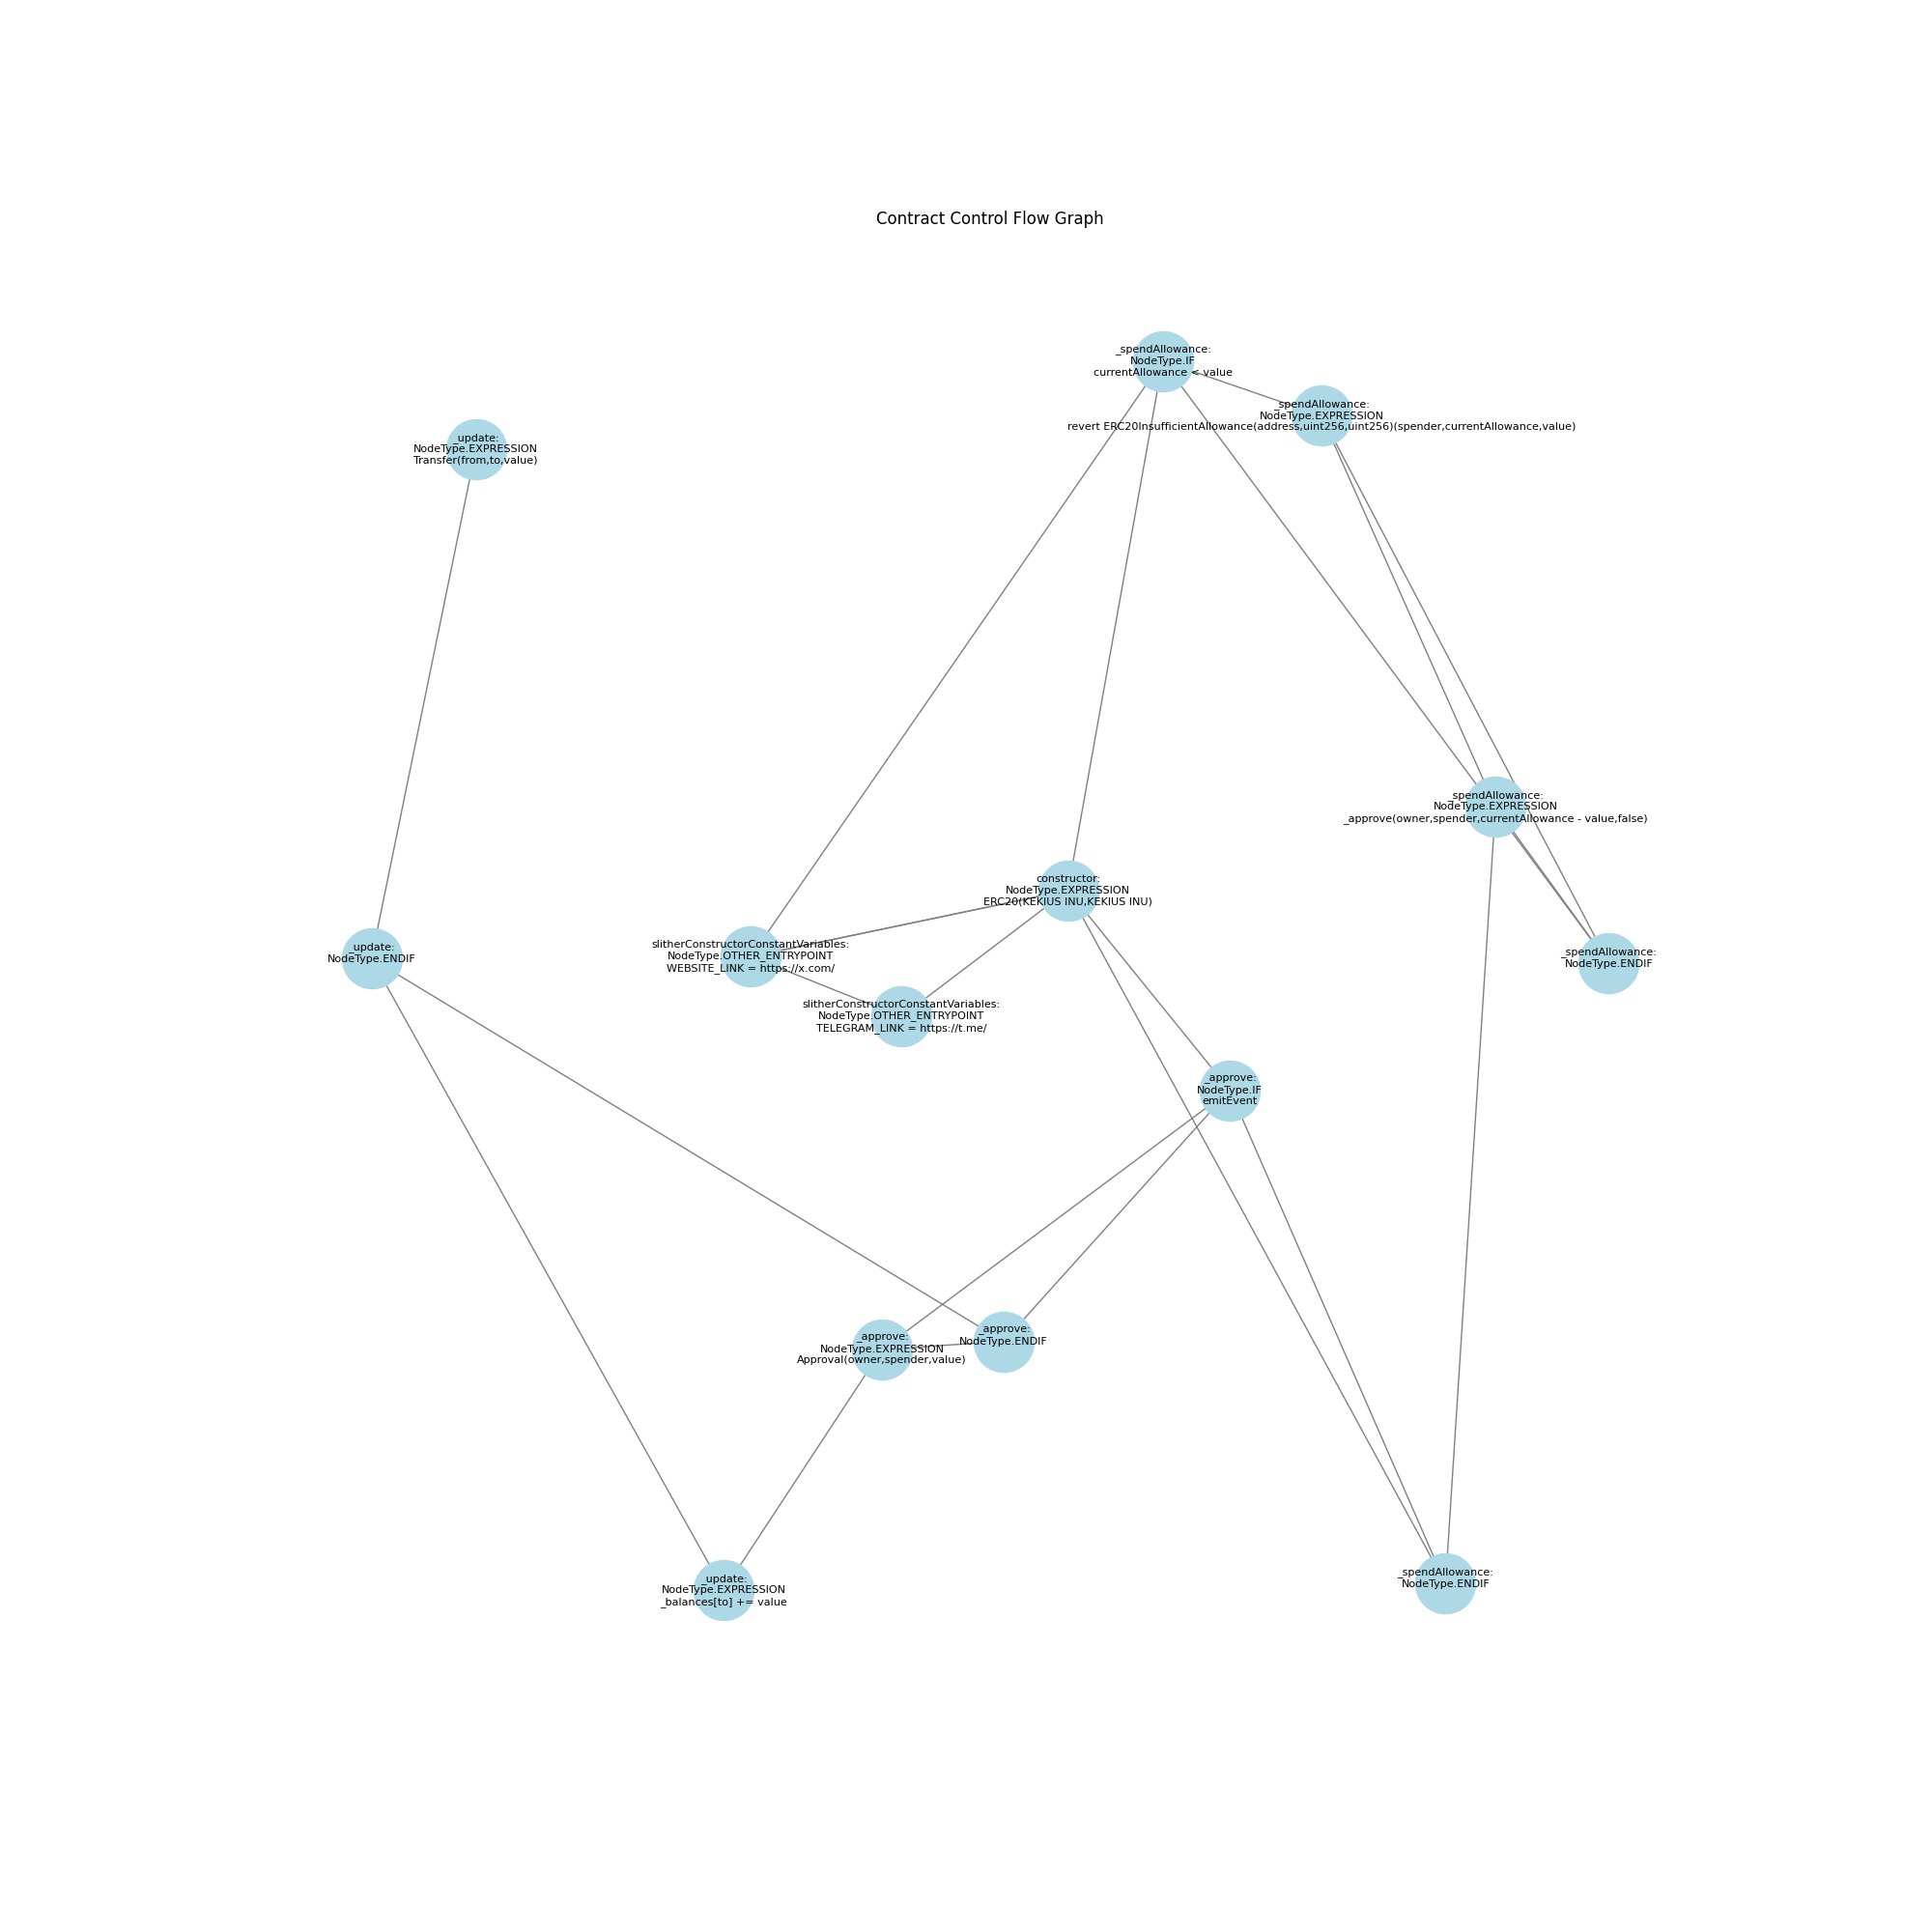 Contract Control Flow Graph
_spendAllowance:
NodeType.IF
currentAllowance < value
_spendAllowance:
NodeType.EXPRESSION
revert ERC20InsufficientAllowance(address,uint256,uint256)(spender,currentAllowance,value)
_update:
NodeType.EXPRESSION
Transfer(from,to,value)
_spendAllowance:
NodeType.EXPRESSION
_approve(owner,spender,currentAllowance - value,false)
constructor:
NodeType.EXPRESSION
ERC20(KEKIUS INU,KEKIUS INU)
_update:
NodeType.ENDIF
slitherConstructorConstantVariables:
NodeType.OTHER_ENTRYPOINT
WEBSITE_LINK = https://x.com/
_spendAllowance:
NodeType.ENDIF
slitherConstructorConstantVariables:
NodeType.OTHER_ENTRYPOINT
TELEGRAM_LINK = https://t.me/
_approve:
NodeType.IF
emitEvent
_approve:
NodeType.EXPRESSION
Approval(owner,spender,value)
_approve:
NodeType.ENDIF
_update:
NodeType.EXPRESSION
_balances[to] += value
_spendAllowance:
NodeType.ENDIF